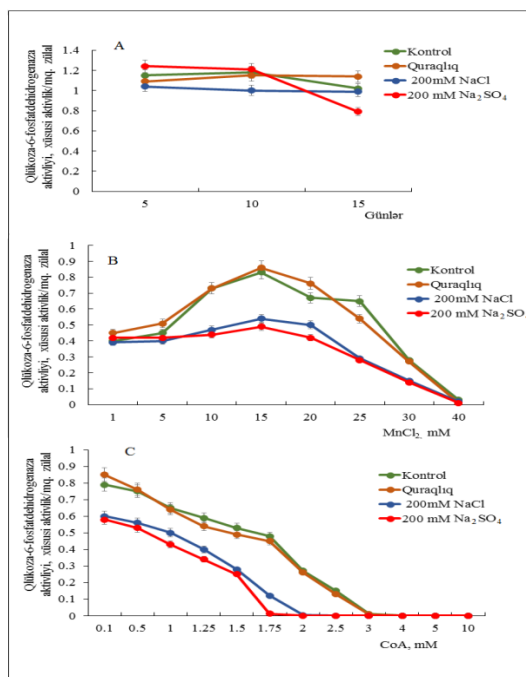 A
Qlükoza-6-fosfatdehidrogenaza
aktivliyi, xüsusi aktivlik/mq. zülal
1.4
1.2
1
0.8
0.6
0.4
0.2
0
5 10 15
Günlər
Kontrol
Quraqlıq
200mM NaCl
200 mM Na2SO4
B
Qlükoza-6-fosfatdehidrogenaza
aktivliyi, xüsusi aktivlik/mq. zülal
1
0.9
0.8
0.7
0.6
0.5
0.4
0.3
0.2
0.1
0
1 5 10 15 20 25 30 40
MnCl2, mM
Kontrol
Quraqlıq
200mM NaCl
200 mM Na2SO4
C
Qlükoza-6-fosfatdehidrogenaza
aktivliyi, xüsusi aktivlik/mq. zülal
0.9
0.8
0.7
0.6
0.5
0.4
0.3
0.2
0.1
0
0.1 0.5 1 1.25 1.5 1.75 2 2.5 3 4 5 10
CoA, mM
Kontrol
Quraqlıq
200mM NaCl
200 mM Na2SO4